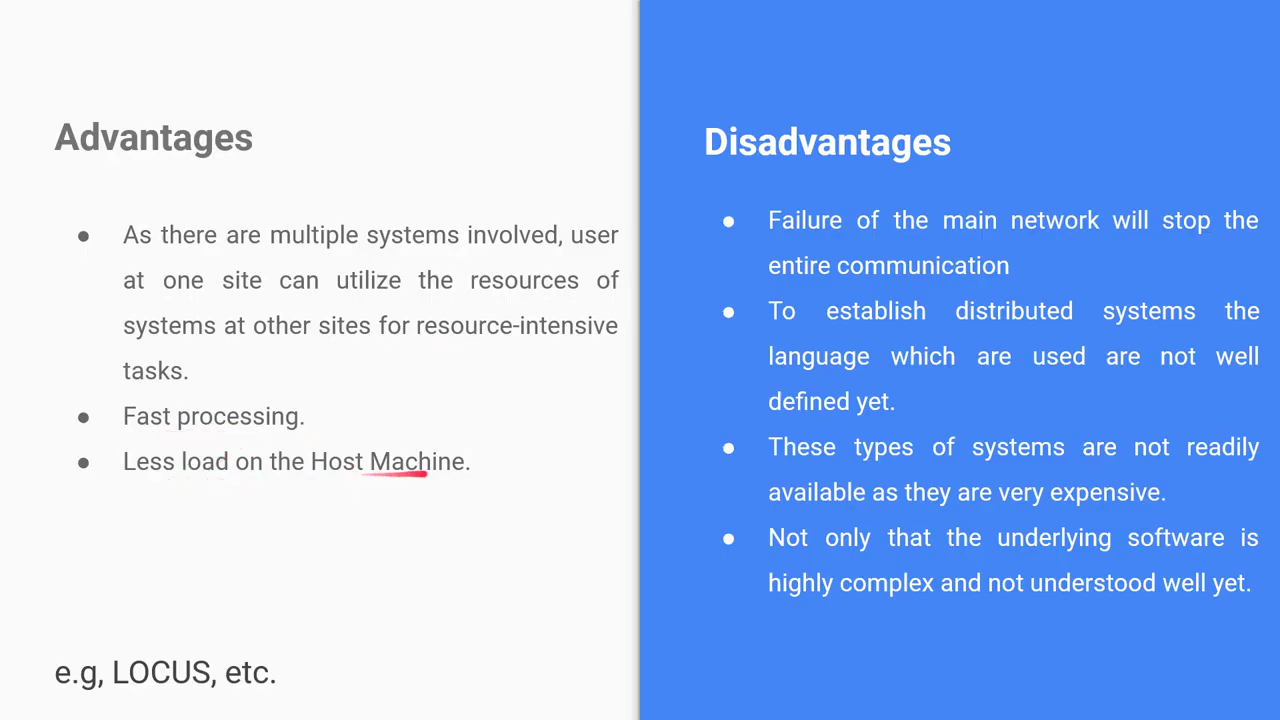 Advantages
● As there are multiple systems involved, user
at one site can utilize the resources of
systems at other sites for resource-intensive
tasks.
● Fast processing.
● Less load on the Host Machine.
e.g, LOCUS, etc.
Disadvantages
● Failure of the main network will stop the
entire communication
● To establish distributed systems the
language which are used are not well
defined yet.
● These types of systems are not readily
available as they are very expensive.
● Not only that the underlying software is
highly complex and not understood well yet.